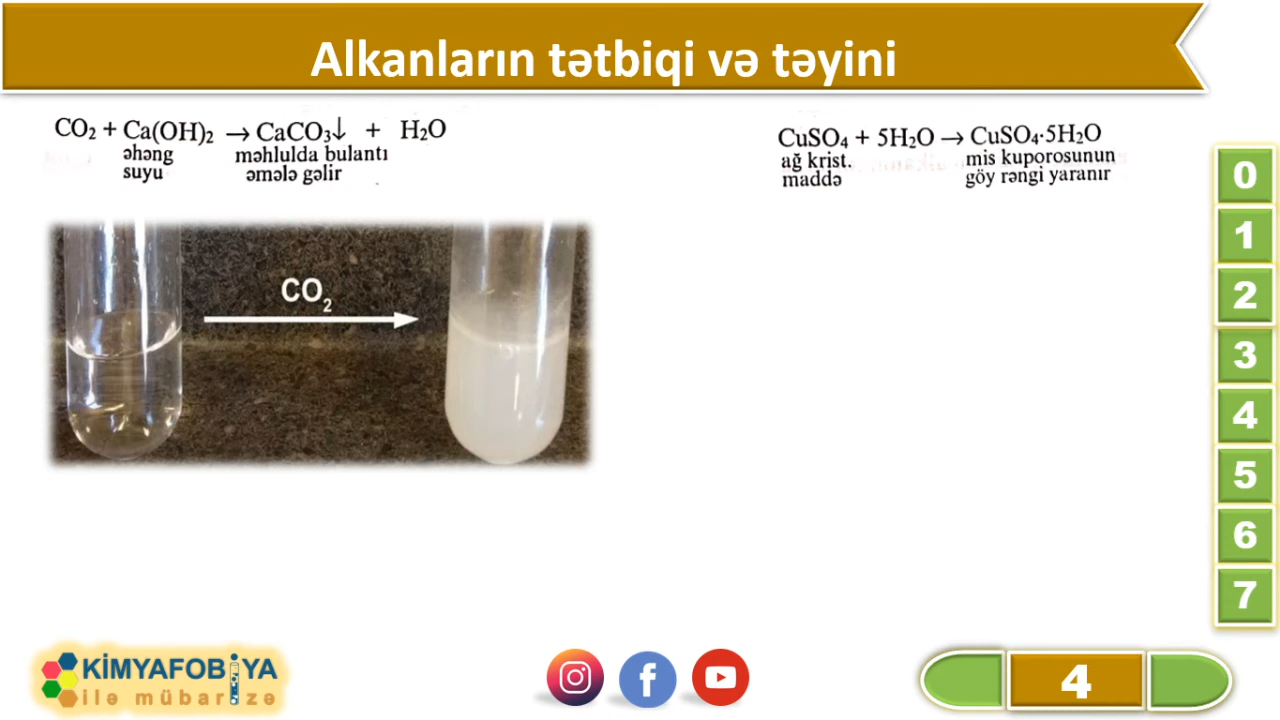 Alkanların tətbiqi və təyini
CO₂ + Ca(OH)₂ → CaCO₃↓ + H₂O
əhəng məhlulda bulantı
suyu əmələ gəlir
CuSO₄ + 5H₂O → CuSO₄·5H₂O
ağ krist. mis kuporosunun
maddə göy rəngi yaranır
CO₂
0
1
2
3
4
5
6
7
KİMYAFOBİYA
ilə mübarizə
4